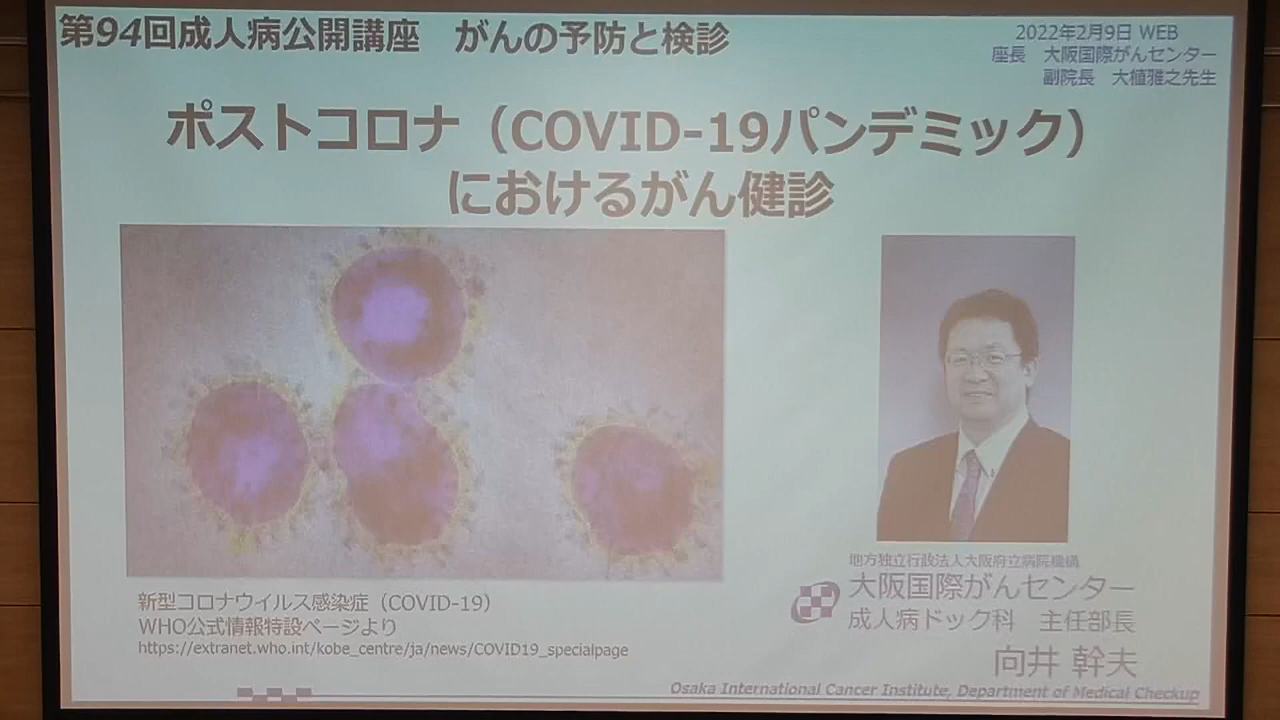 第94回成人病公開講座 がんの予防と検診
2022年2月9日 WEB
座長 大阪国際がんセンター
副院長 大植雅之先生
ポストコロナ（COVID-19パンデミック）
におけるがん健診
新型コロナウイルス感染症（COVID-19）
WHO公式情報特設ページより
https://extranet.who.int/kobe_centre/ja/news/COVID19_specialpage
地方独立行政法人大阪府立病院機構
大阪国際がんセンター
成人病ドック科 主任部長
向井 幹夫
Osaka International Cancer Institute, Department of Medical Checkup